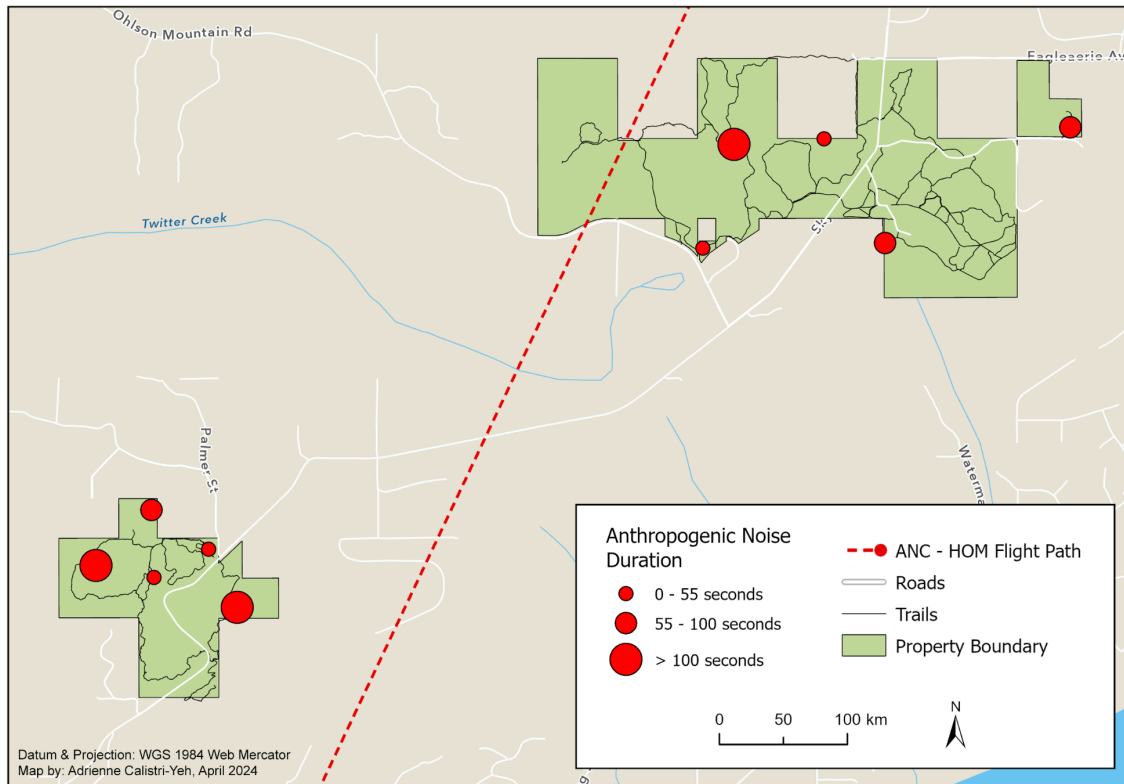 Ohlson Mountain Rd
Eagleaerie Av
Twitter Creek
Sky
Palmer St
Waterma
Anthropogenic Noise
Duration
0 - 55 seconds
55 - 100 seconds
> 100 seconds
ANC - HOM Flight Path
Roads
Trails
Property Boundary
0 50 100 km
N
Datum & Projection: WGS 1984 Web Mercator
Map by: Adrienne Calistri-Yeh, April 2024